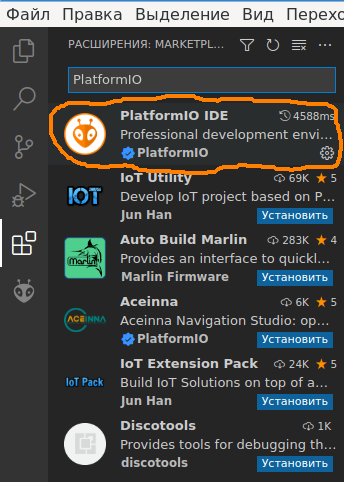 Файл Правка Выделение Вид Перехо
РАСШИРЕНИЯ: MARKETPL...
PlatformIO
PlatformIO IDE 4588ms
Professional development envi...
PlatformIO
IoT Utility 69K 5
Develop IoT project based on P...
Jun Han Установить
Auto Build Marlin 283K 4
Provides an interface to quickl...
Marlin Firmware Установить
Aceinna 6K 5
ACEINNA
Aceinna Navigation Studio: op...
PlatformIO Установить
IoT Extension Pack 24K 5
IoT Pack
Build IoT Solutions on top of a...
Jun Han Установить
Discotools 1K
Provides tools for debugging th...
discotools Установить
IOT
Marlin